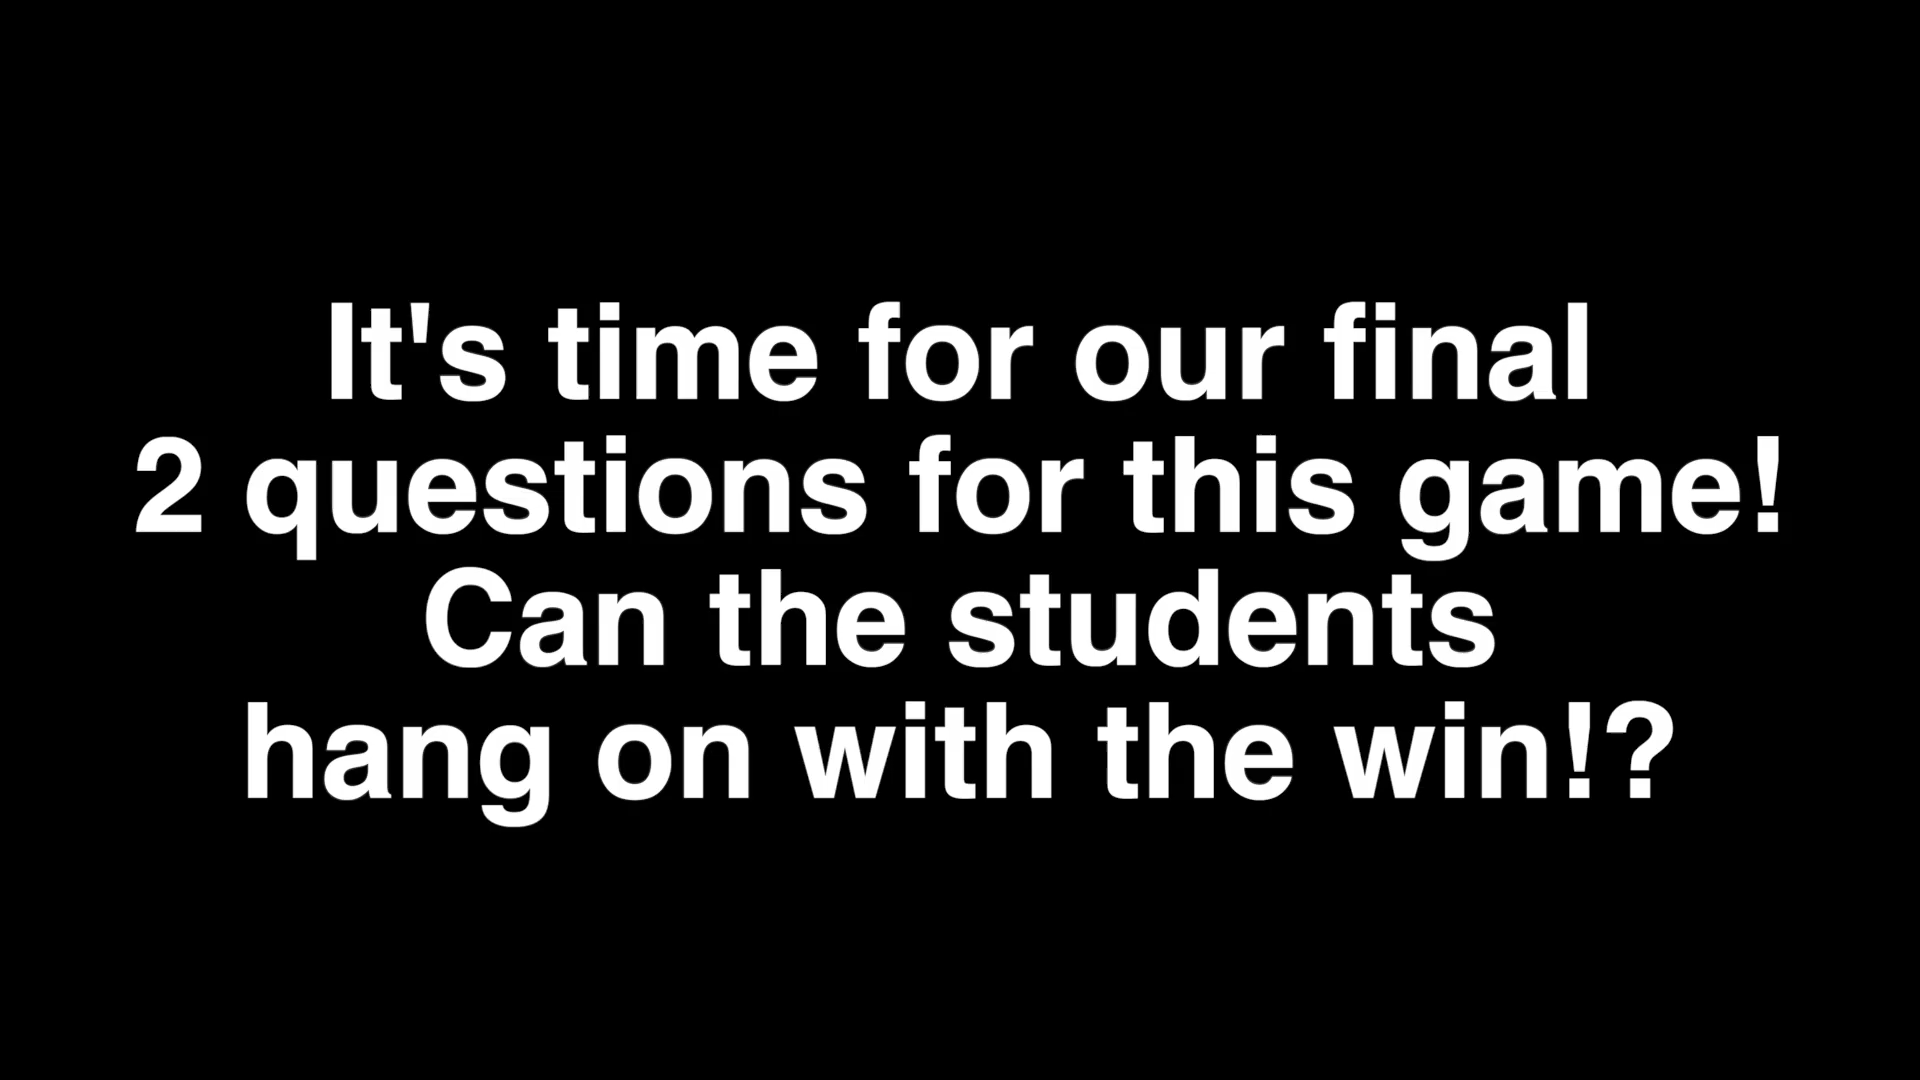 It's time for our final
2 questions for this game!
Can the students
hang on with the win!?